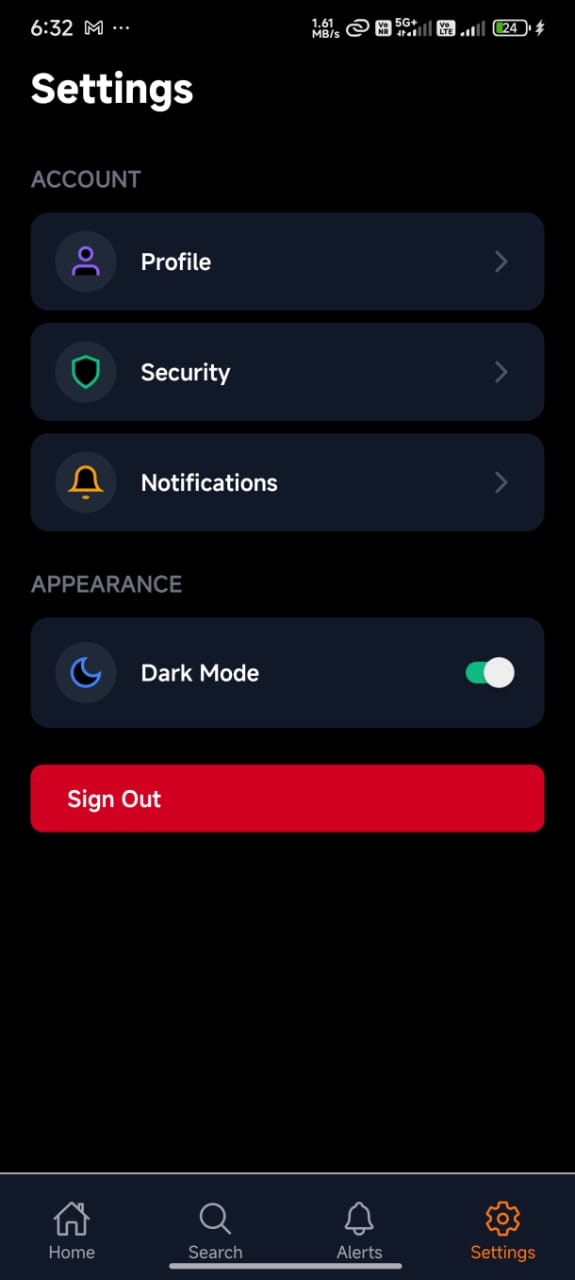 6:32
1.61
MB/s
Vo
NR
5G+
Vo
LTE
24
Settings
ACCOUNT
Profile
Security
Notifications
APPEARANCE
Dark Mode
Sign Out
Home Search Alerts Settings